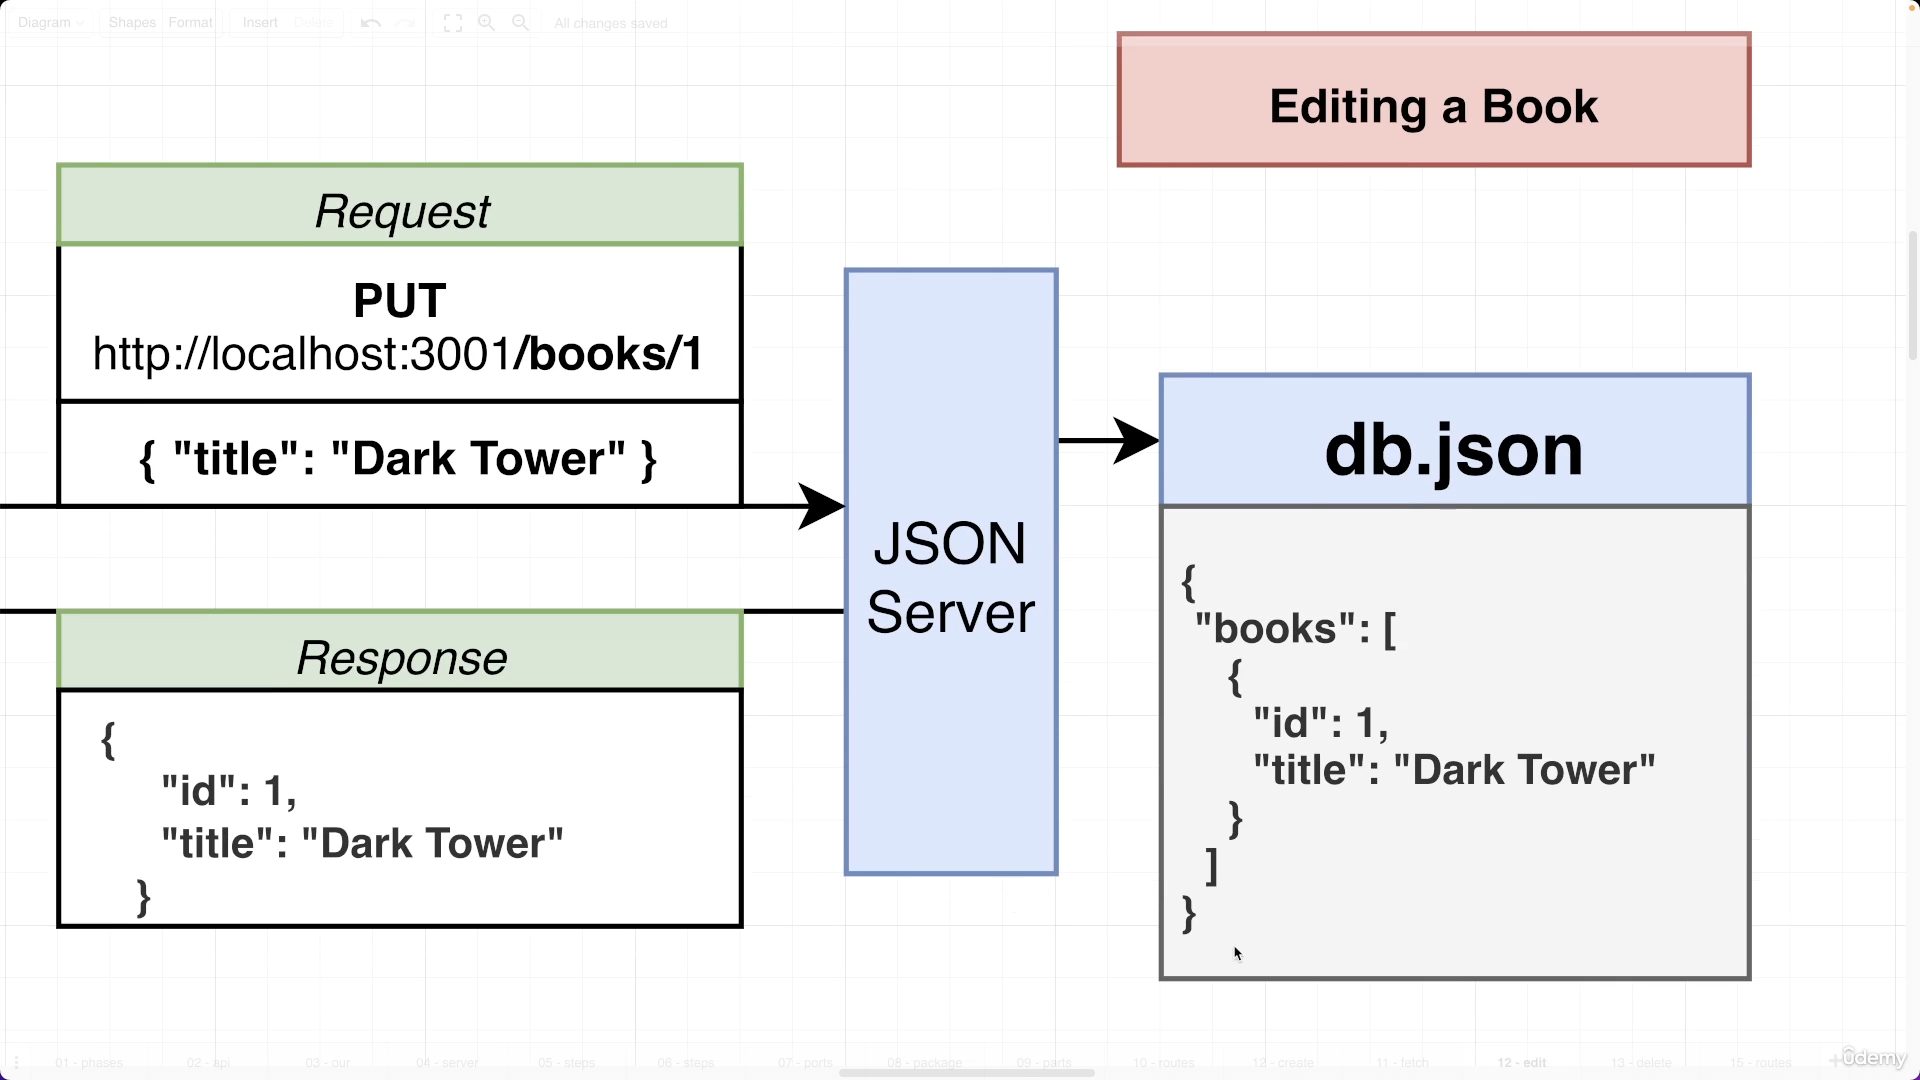 Diagram
Shapes
Format
Insert
Delete
All changes saved
Editing a Book
Request
PUT
http://localhost:3001/books/1
{ "title": "Dark Tower" }
JSON
Server
db.json
{
"books": [
{
"id": 1,
"title": "Dark Tower"
}
]
}
Response
{
"id": 1,
"title": "Dark Tower"
}
01 - phases
02 - api
03 - our
04 - server
05 - steps
06 - steps
07 - ports
08 - package
09 - parts
10 - routes
12 - create
11 - fetch
12 - edit
13 - delete
15 - routes
ûdemy